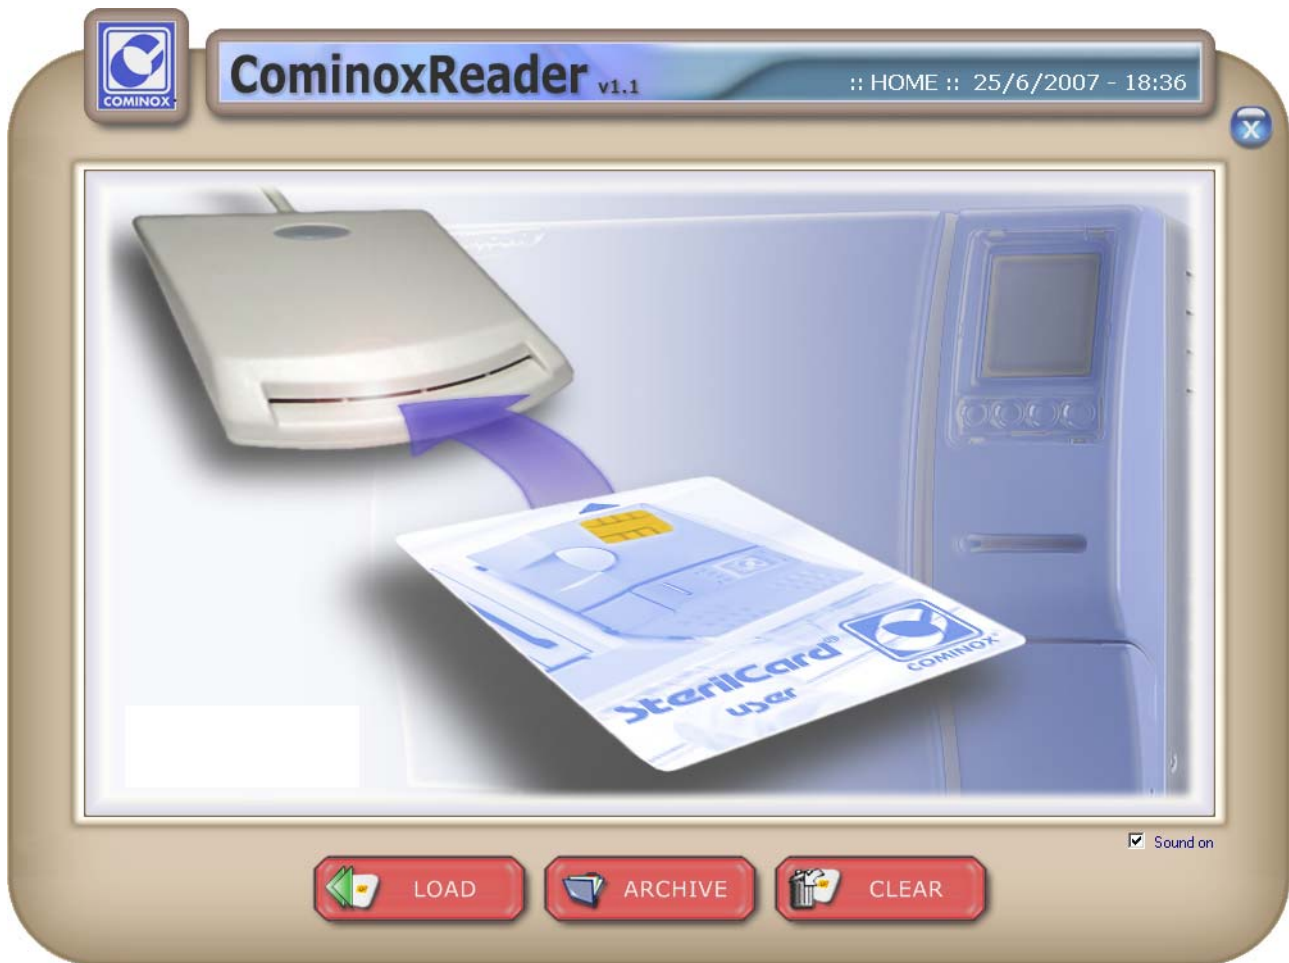 COMINOX
CominoxReader v1.1
:: HOME :: 25/6/2007 - 18:36
X
SterilCard®
user
COMINOX®
Sound on
LOAD
ARCHIVE
CLEAR